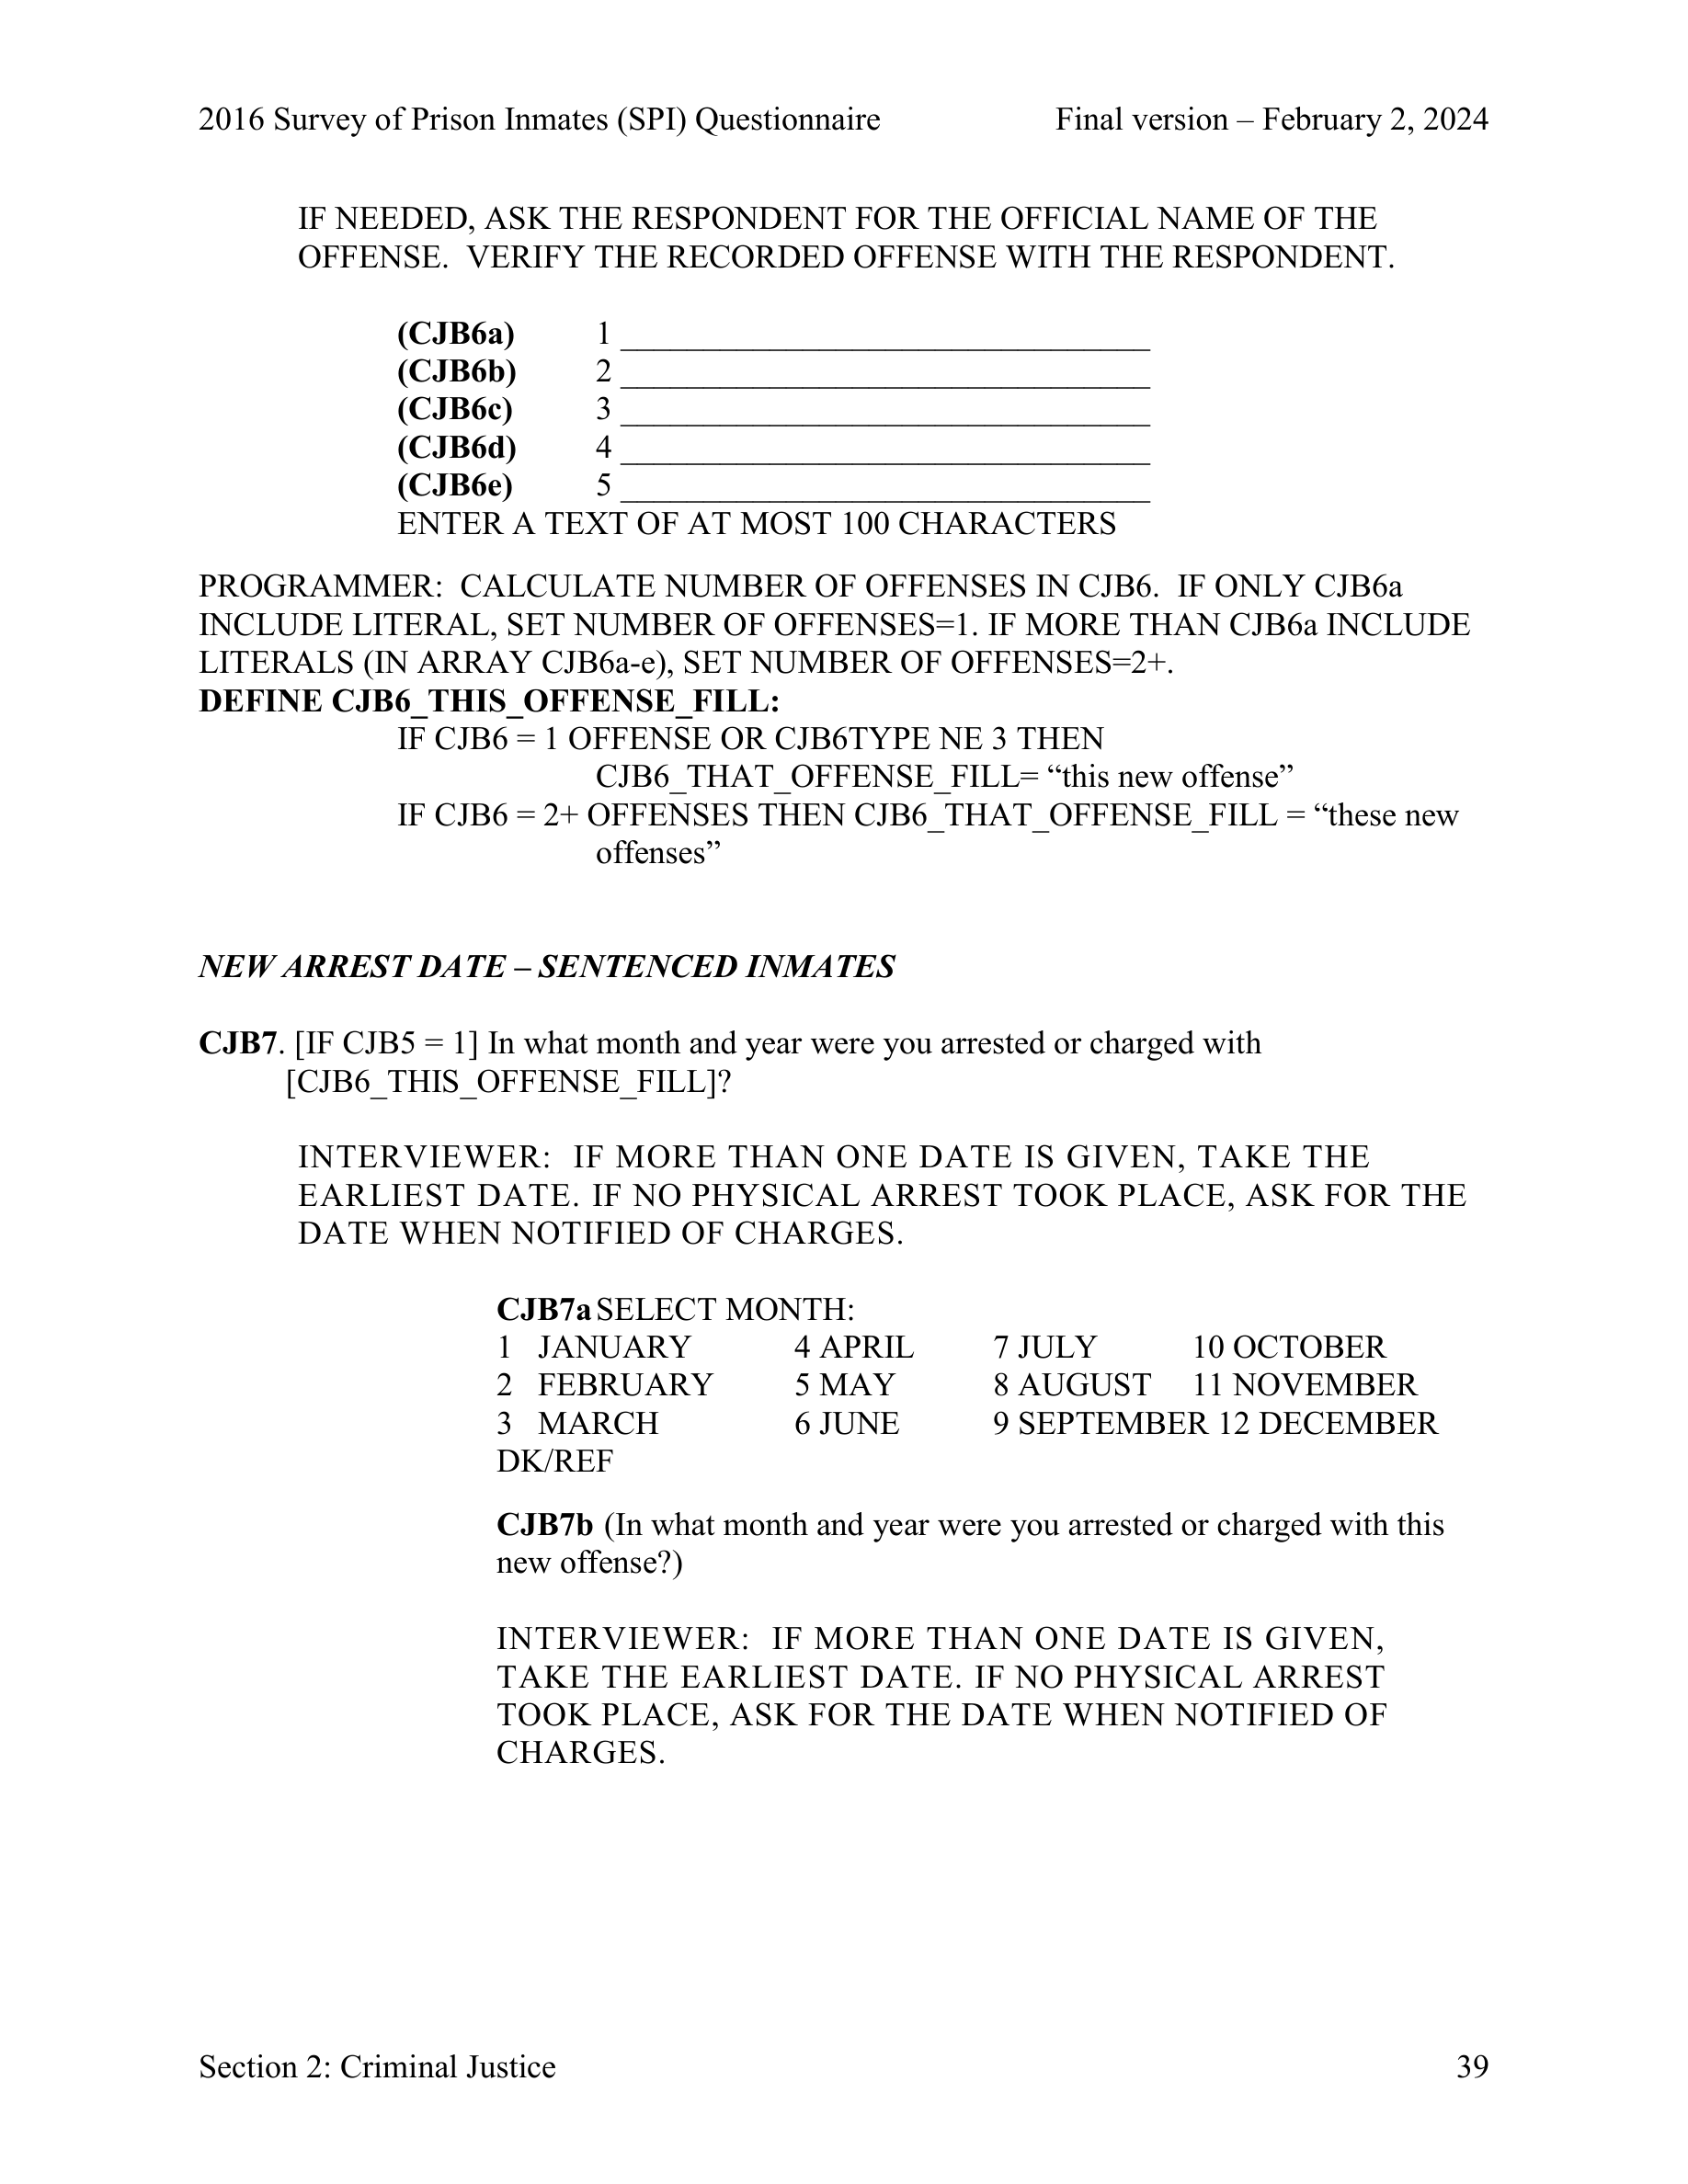 2016 Survey of Prison Inmates (SPI) Questionnaire Final version – February 2, 2024
IF NEEDED, ASK THE RESPONDENT FOR THE OFFICIAL NAME OF THE
OFFENSE.  VERIFY THE RECORDED OFFENSE WITH THE RESPONDENT.
(CJB6a) 1 ________________________________
(CJB6b) 2 ________________________________
(CJB6c) 3 ________________________________
(CJB6d) 4 ________________________________
(CJB6e) 5 ________________________________
ENTER A TEXT OF AT MOST 100 CHARACTERS
PROGRAMMER:  CALCULATE NUMBER OF OFFENSES IN CJB6.  IF ONLY CJB6a
INCLUDE LITERAL, SET NUMBER OF OFFENSES=1. IF MORE THAN CJB6a INCLUDE
LITERALS (IN ARRAY CJB6a-e), SET NUMBER OF OFFENSES=2+.
DEFINE CJB6_THIS_OFFENSE_FILL:
IF CJB6 = 1 OFFENSE OR CJB6TYPE NE 3 THEN
CJB6_THAT_OFFENSE_FILL= “this new offense”
IF CJB6 = 2+ OFFENSES THEN CJB6_THAT_OFFENSE_FILL = “these new
offenses”
NEW ARREST DATE – SENTENCED INMATES
CJB7. [IF CJB5 = 1] In what month and year were you arrested or charged with
[CJB6_THIS_OFFENSE_FILL]?
INTERVIEWER:  IF MORE THAN ONE DATE IS GIVEN, TAKE THE
EARLIEST DATE. IF NO PHYSICAL ARREST TOOK PLACE, ASK FOR THE
DATE WHEN NOTIFIED OF CHARGES.
CJB7a SELECT MONTH:
1 JANUARY 4 APRIL 7 JULY 10 OCTOBER
2 FEBRUARY 5 MAY 8 AUGUST 11 NOVEMBER
3 MARCH 6 JUNE 9 SEPTEMBER 12 DECEMBER
DK/REF
CJB7b (In what month and year were you arrested or charged with this
new offense?)
INTERVIEWER:  IF MORE THAN ONE DATE IS GIVEN,
TAKE THE EARLIEST DATE. IF NO PHYSICAL ARREST
TOOK PLACE, ASK FOR THE DATE WHEN NOTIFIED OF
CHARGES.
Section 2: Criminal Justice 39